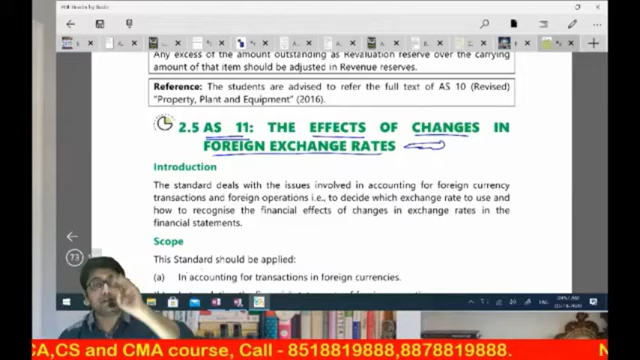 Any excess of the amount outstanding as Revaluation reserve over the carrying
amount of that item should be adjusted in Revenue reserves.
Reference: The students are advised to refer the full text of AS 10 (Revised)
"Property, Plant and Equipment" (2016).
2.5 AS 11: THE EFFECTS OF CHANGES IN
FOREIGN EXCHANGE RATES
Introduction
The standard deals with the issues involved in accounting for foreign currency
transactions and foreign operations i.e., to decide which exchange rate to use and
how to recognise the financial effects of changes in exchange rates in the
financial statements.
Scope
This Standard should be applied:
73
(a) In accounting for transactions in foreign currencies.
CA,CS and CMA course, Call - 8518819888,8878819888.